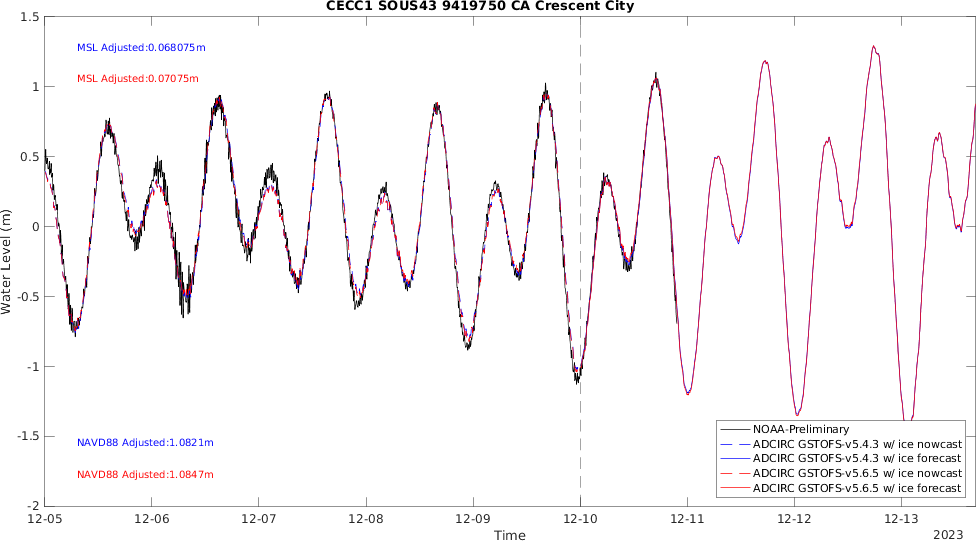 CECC1 SOUS43 9419750 CA Crescent City
1.5
MSL Adjusted:0.068075m
MSL Adjusted:0.07075m
1
0.5
0
-0.5
-1
-1.5
-2
Water Level (m)
NAVD88 Adjusted:1.0821m
NAVD88 Adjusted:1.0847m
NOAA-Preliminary
ADCIRC GSTOFS-v5.4.3 w/ ice nowcast
ADCIRC GSTOFS-v5.4.3 w/ ice forecast
ADCIRC GSTOFS-v5.6.5 w/ ice nowcast
ADCIRC GSTOFS-v5.6.5 w/ ice forecast
12-05 12-06 12-07 12-08 12-09 12-10 12-11 12-12 12-13
Time
2023